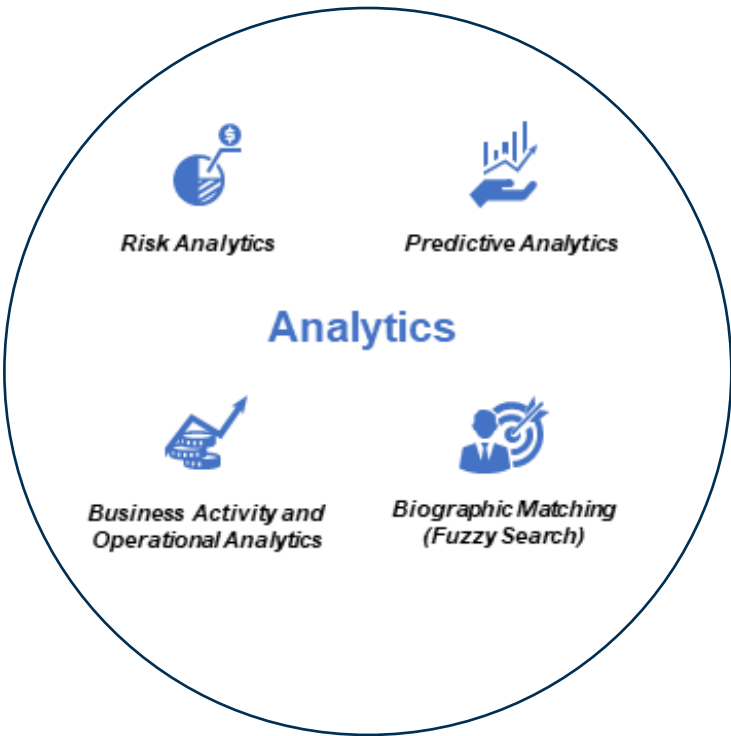 $
Risk Analytics
Predictive Analytics
Analytics
Business Activity and
Operational Analytics
Biographic Matching
(Fuzzy Search)